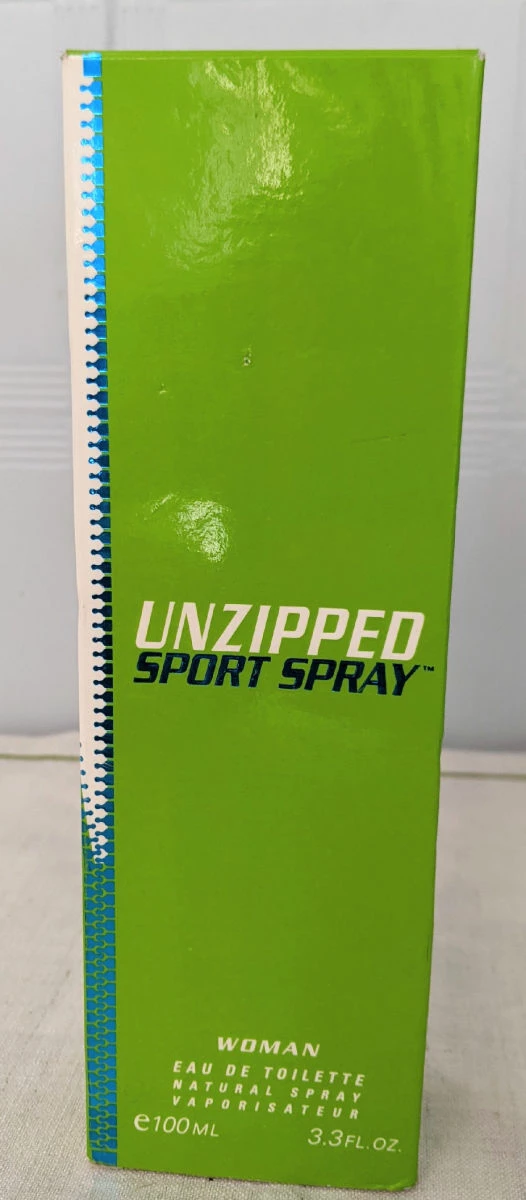 UNZIPPED
SPORT SPRAY™
WOMAN
EAU DE TOILETTE
NATURAL SPRAY
VAPORISATEUR
℮100ML 3.3FL.OZ.